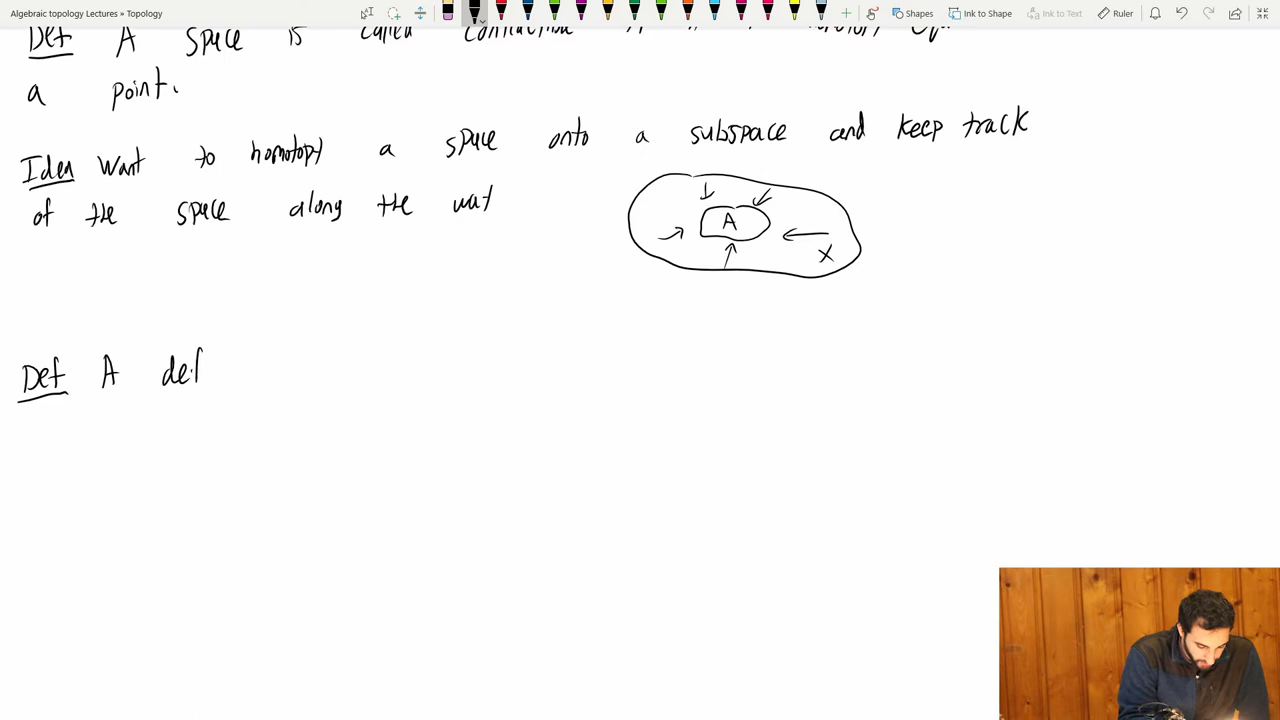 Algebraic topology Lectures » Topology
Shapes Ink to Shape Ink to Text Ruler
Def A space is called
a point.
Idea Want to homotopy a space onto a subspace and keep track
of the space along the way
A
X
Def A def